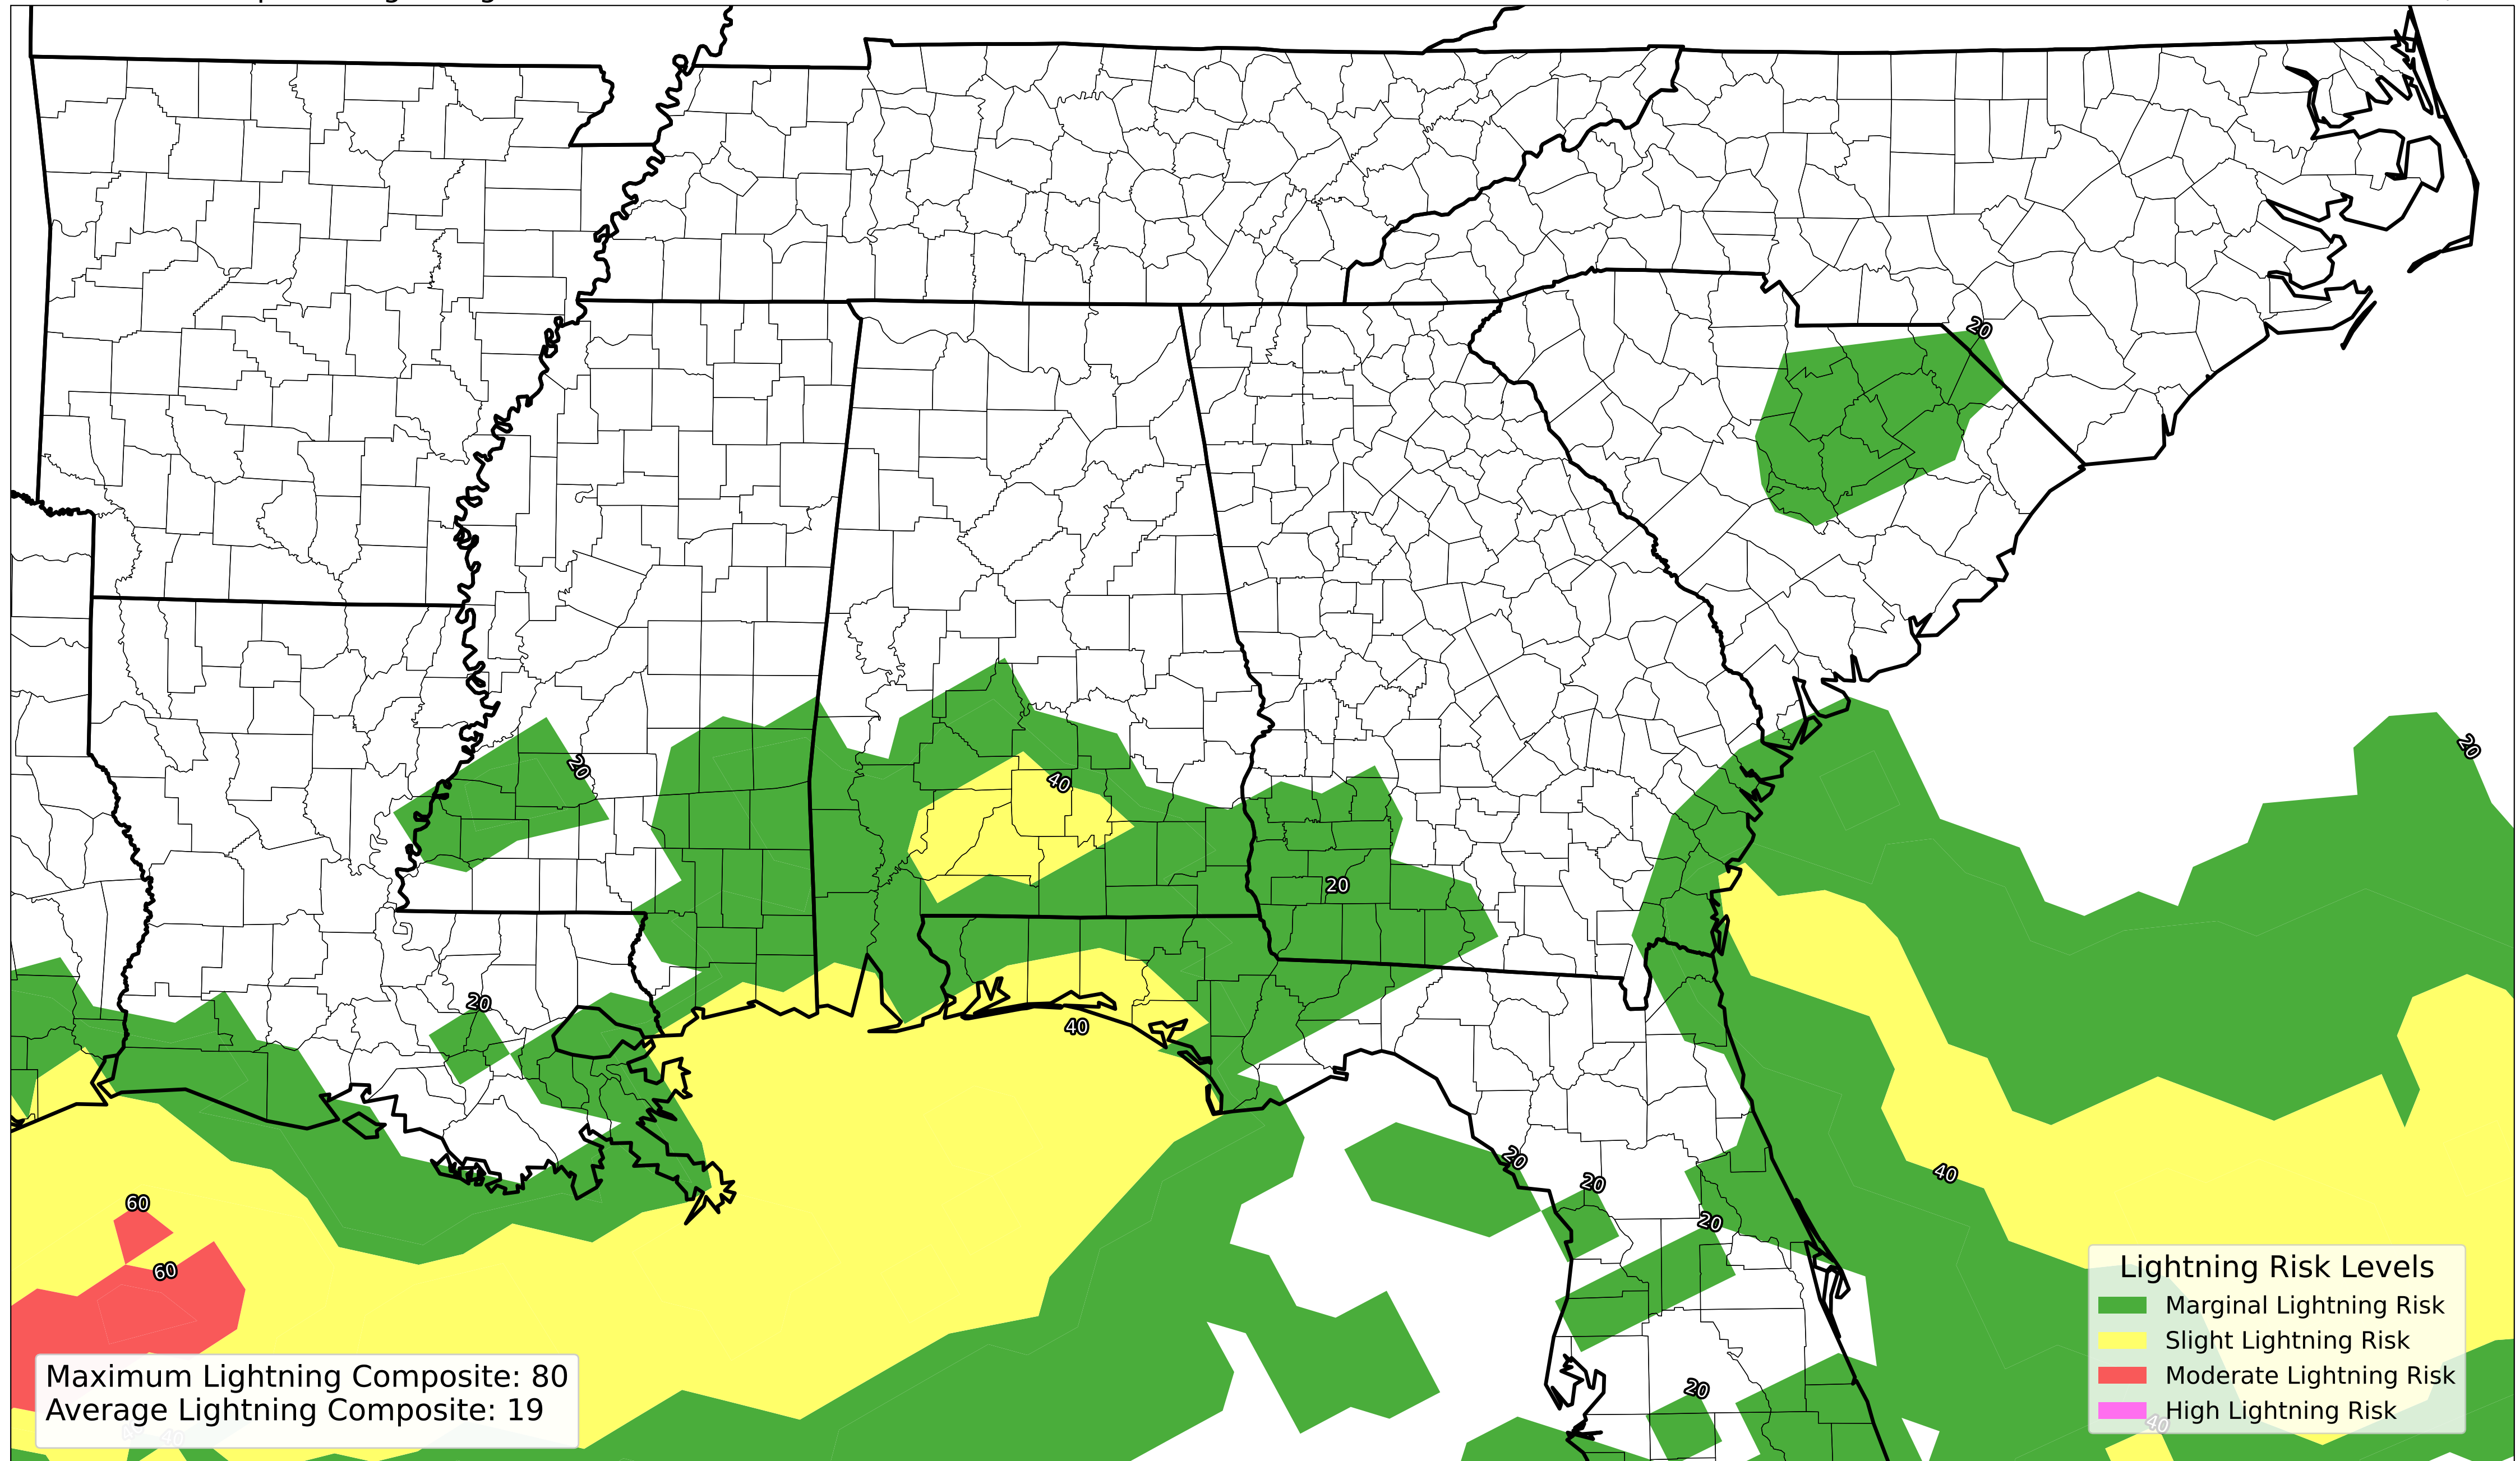 20
20
40
20
20
20
40
20
20
40
20
60
20
60
Lightning Risk Levels
Marginal Lightning Risk
Slight Lightning Risk
Moderate Lightning Risk
High Lightning Risk
Maximum Lightning Composite: 80
Average Lightning Composite: 19
20
40
40